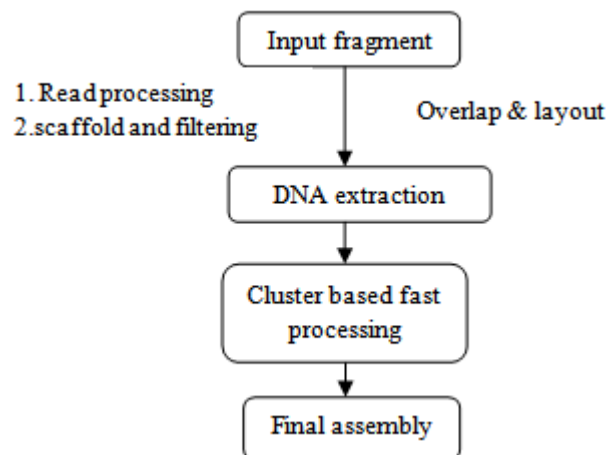 Input fragment
1. Read processing
2.scaffold and filtering
Overlap & layout
DNA extraction
Cluster based fast
processing
Final assembly